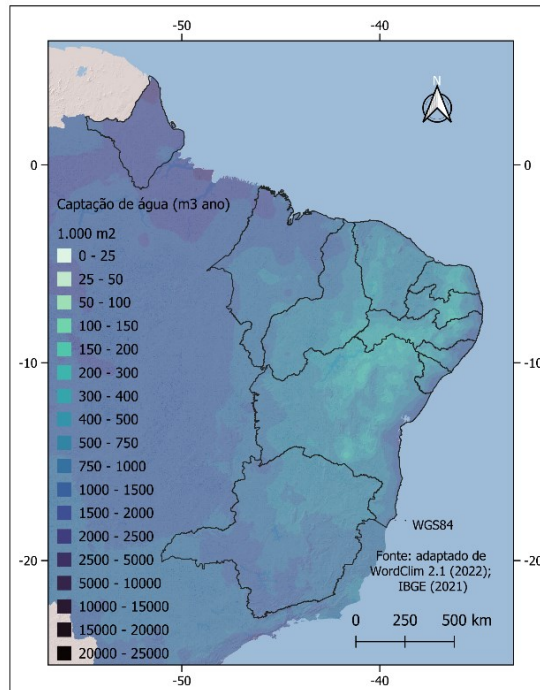 -50 -40
N
0 0
Captação de água (m3 ano)
1.000 m2
0 - 25
25 - 50
50 - 100
100 - 150
150 - 200
200 - 300
300 - 400
400 - 500
500 - 750
750 - 1000
1000 - 1500
1500 - 2000
2000 - 2500
2500 - 5000
5000 - 10000
10000 - 15000
15000 - 20000
20000 - 25000
-10 -10
WGS84
Fonte: adaptado de
WordClim 2.1 (2022);
IBGE (2021)
-20 -20
0 250 500 km
-50 -40